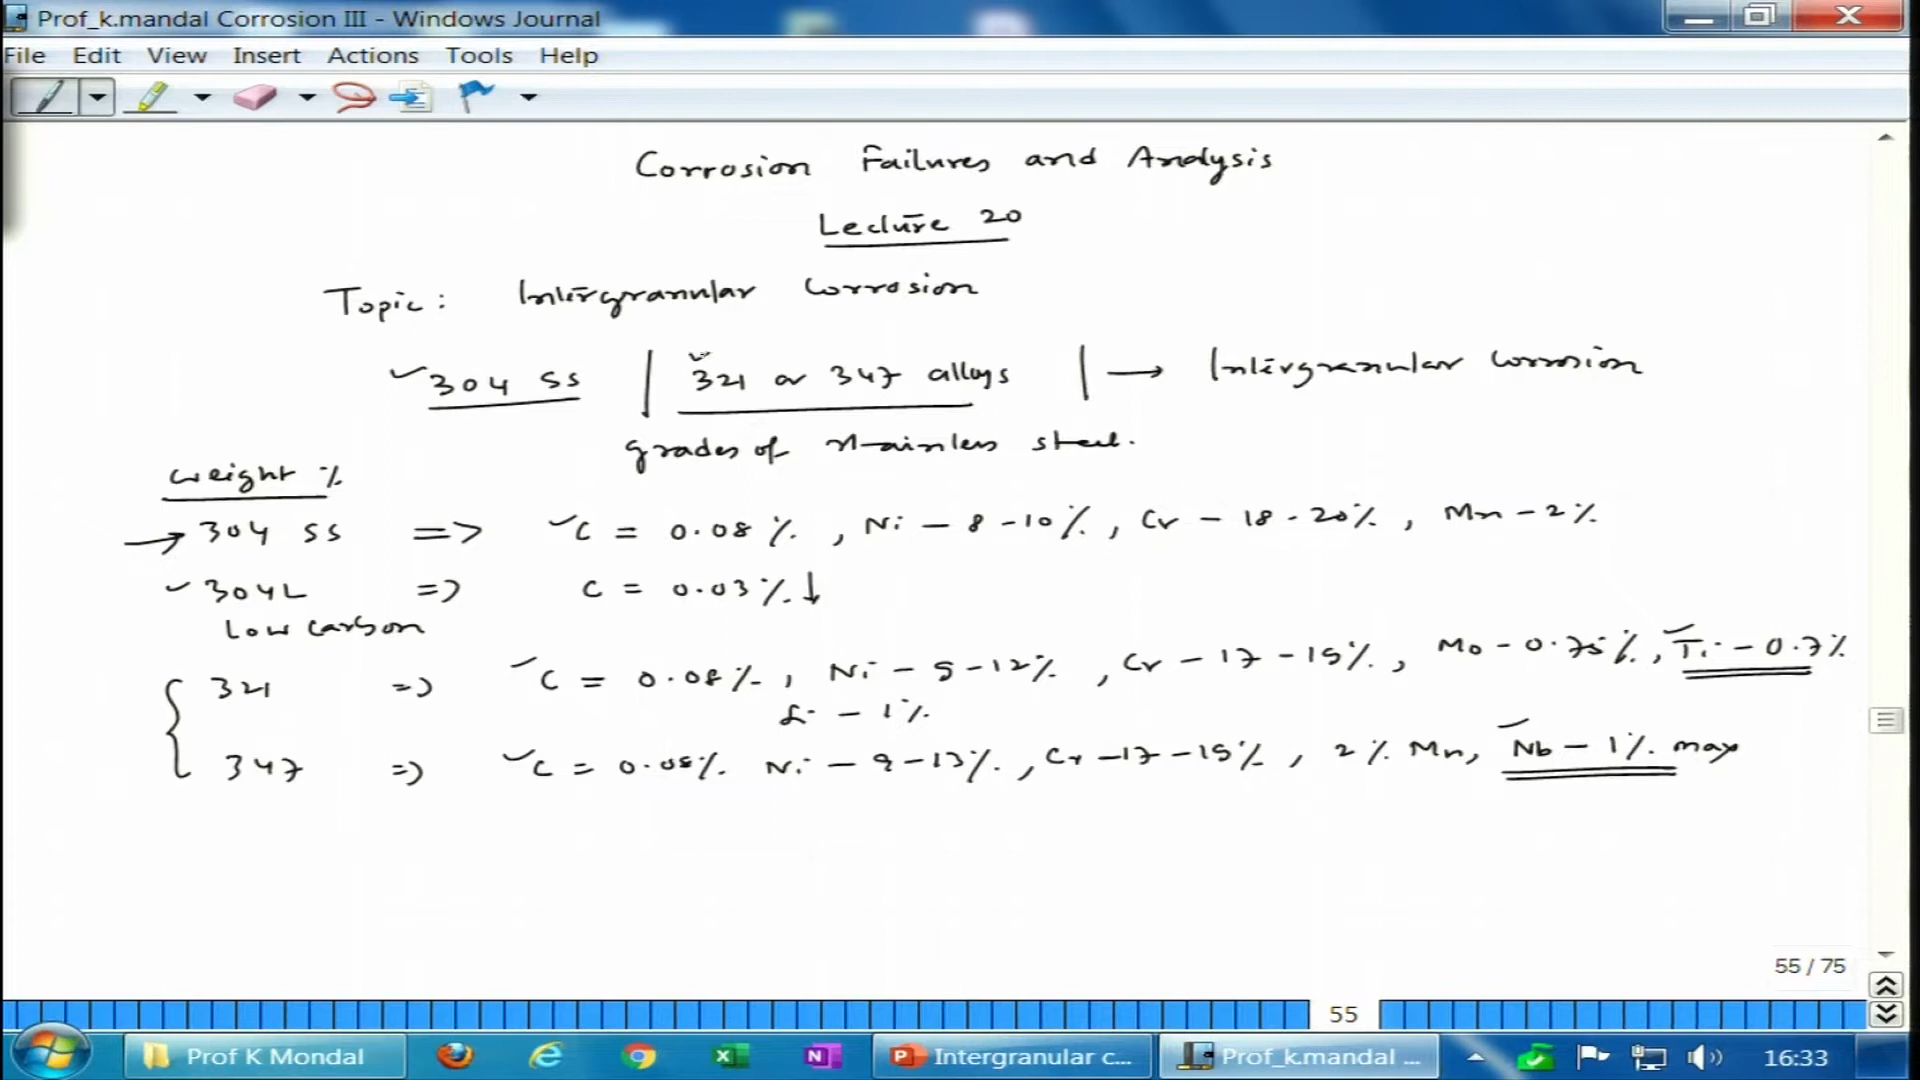 Prof_k.mandal Corrosion III - Windows Journal
File Edit View Insert Actions Tools Help
Corrosion Failures and Analysis
Lecture 20
Topic: Intergranular Corrosion
304 SS | 321 or 347 alloys | → Intergranular corrosion
grades of stainless steel.
weight %
→ 304 SS => C = 0.08 %, Ni - 8-10%, Cr - 18-20%, Mn - 2%
304L => C = 0.03%↓
Low carbon
321 => C = 0.08%, Ni - 9-12%, Cr - 17-19%, Mo - 0.75%, Ti - 0.7%
Si - 1%
347 => C = 0.08% Ni - 9-13%, Cr - 17-19%, 2% Mn, Nb - 1% max
55 / 75
55
Prof K Mondal Intergranular c... Prof_k.mandal ... 16:33